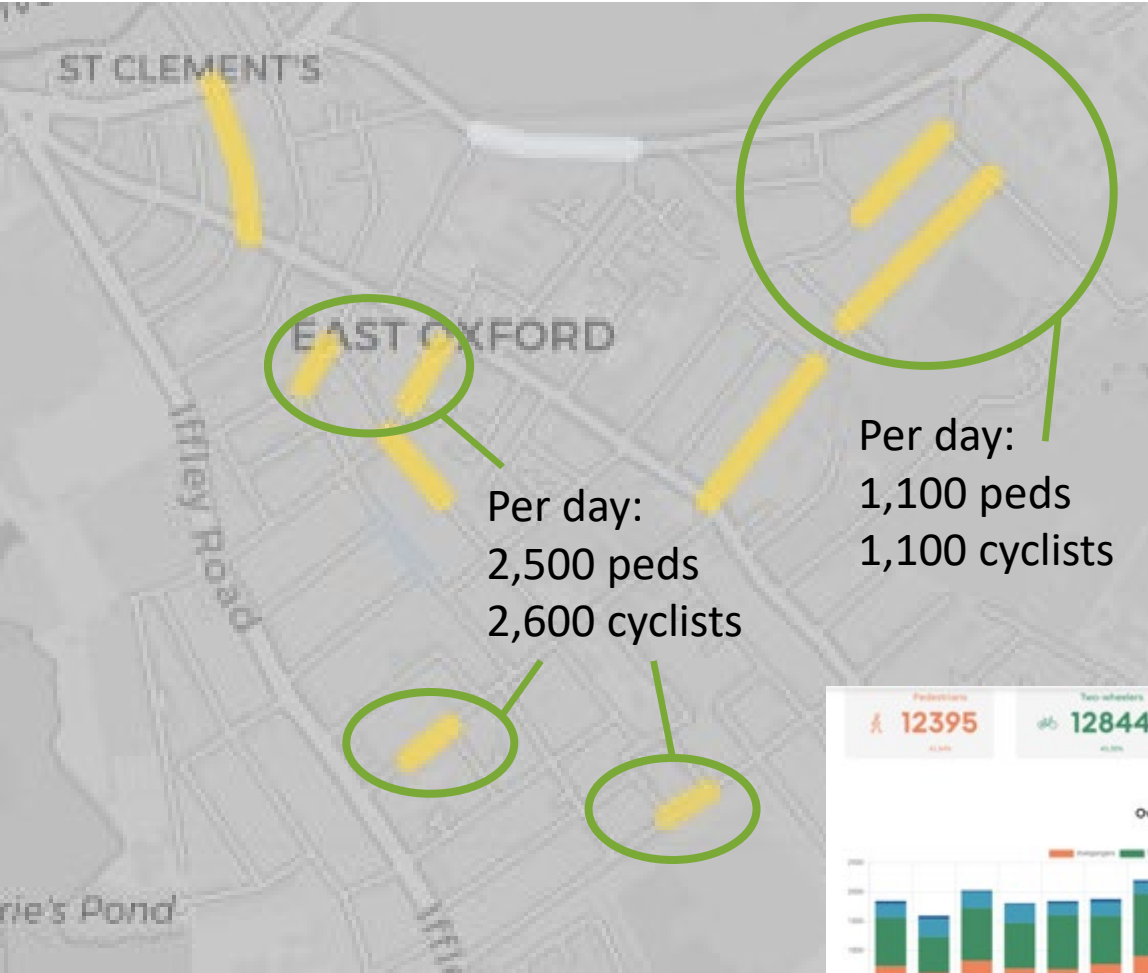 ST CLEMENT'S
EAST OXFORD
Iffley Road
Per day:
1,100 peds
1,100 cyclists
Per day:
2,500 peds
2,600 cyclists
rie's Pond
Iffl
Pedestrians
12395
Two-wheelers
12844